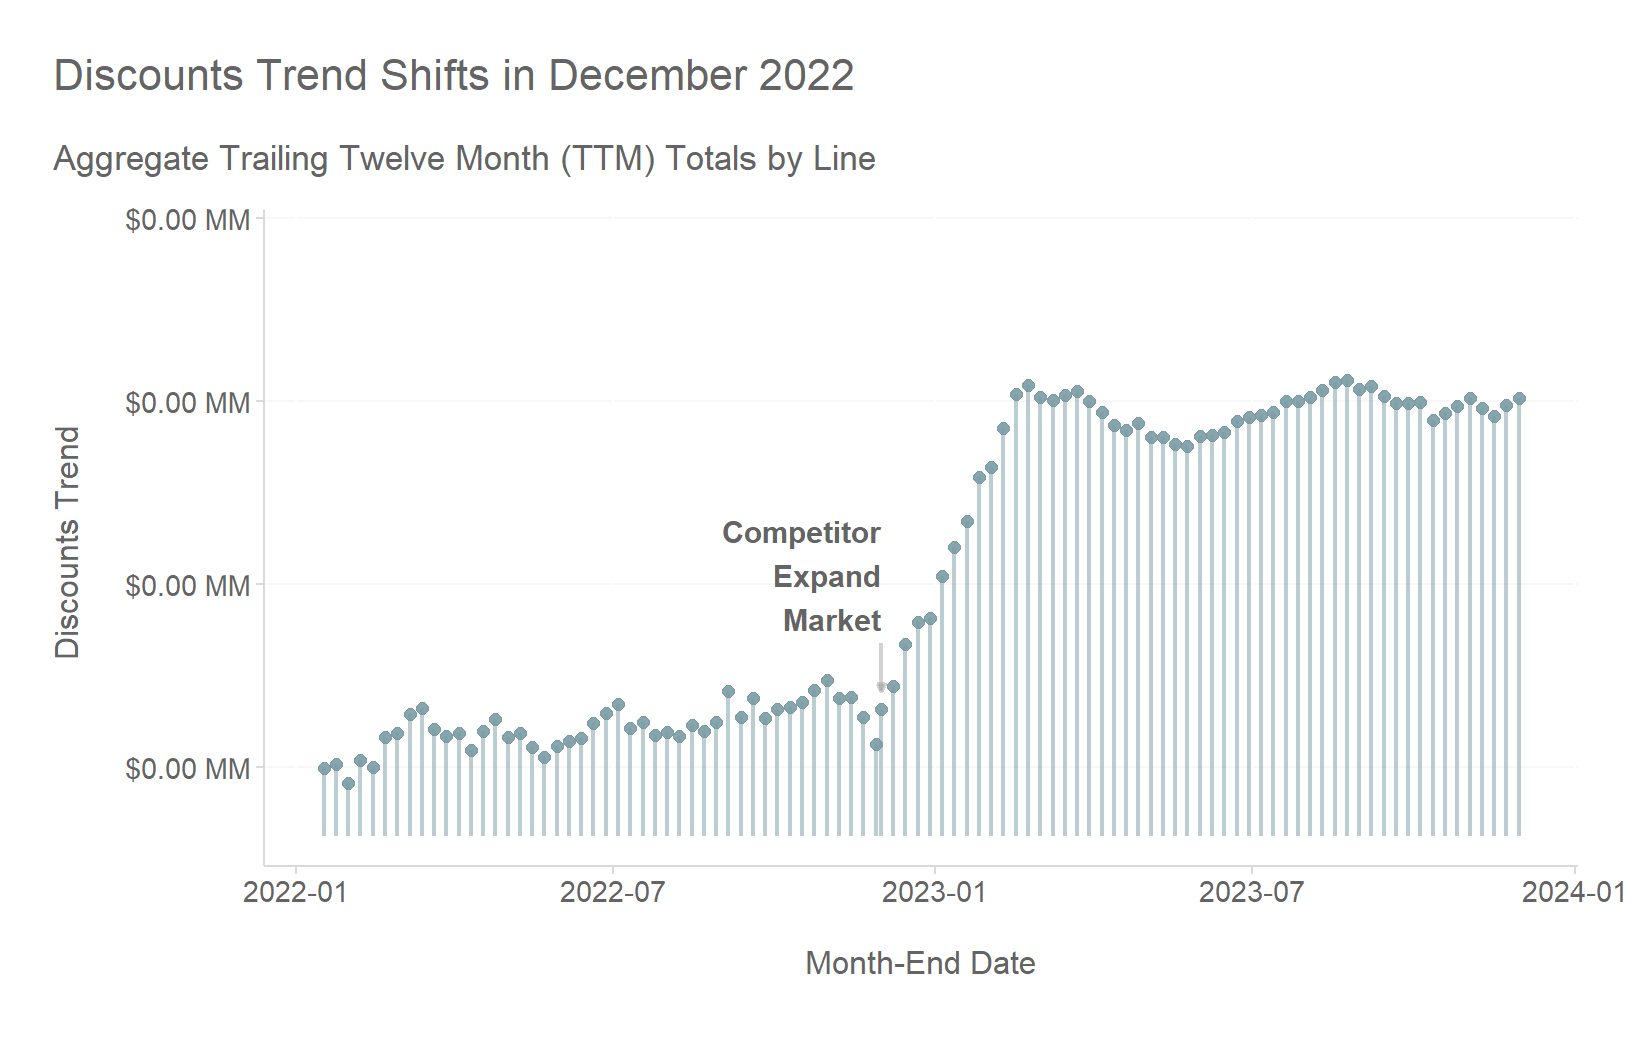 Discounts Trend Shifts in December 2022
Aggregate Trailing Twelve Month (TTM) Totals by Line
$0.00 MM
$0.00 MM
$0.00 MM
$0.00 MM
Discounts Trend
Competitor
Expand
Market
2022-01
2022-07
2023-01
2023-07
2024-01
Month-End Date